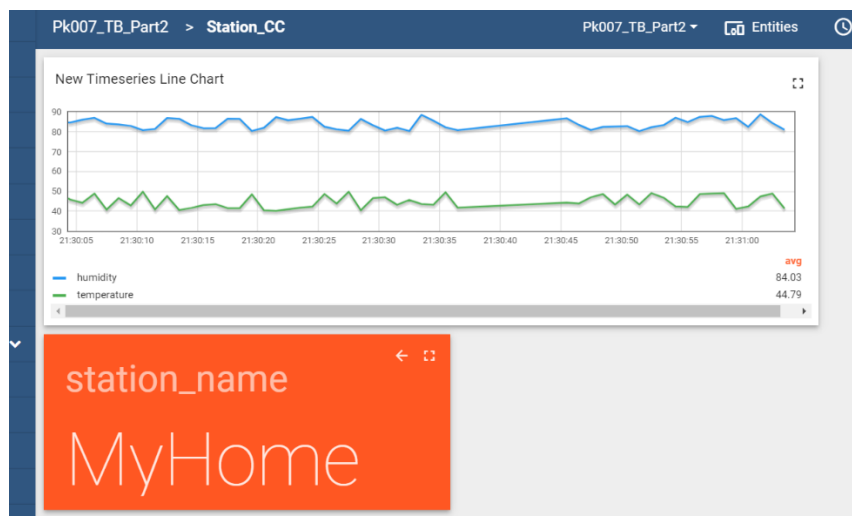 Pk007_TB_Part2 > Station_CC Pk007_TB_Part2 Entities
New Timeseries Line Chart
90
80
70
60
50
40
30
21:30:05 21:30:10 21:30:15 21:30:20 21:30:25 21:30:30 21:30:35 21:30:40 21:30:45 21:30:50 21:30:55 21:31:00
avg
humidity 84.03
temperature 44.79
station_name
MyHome